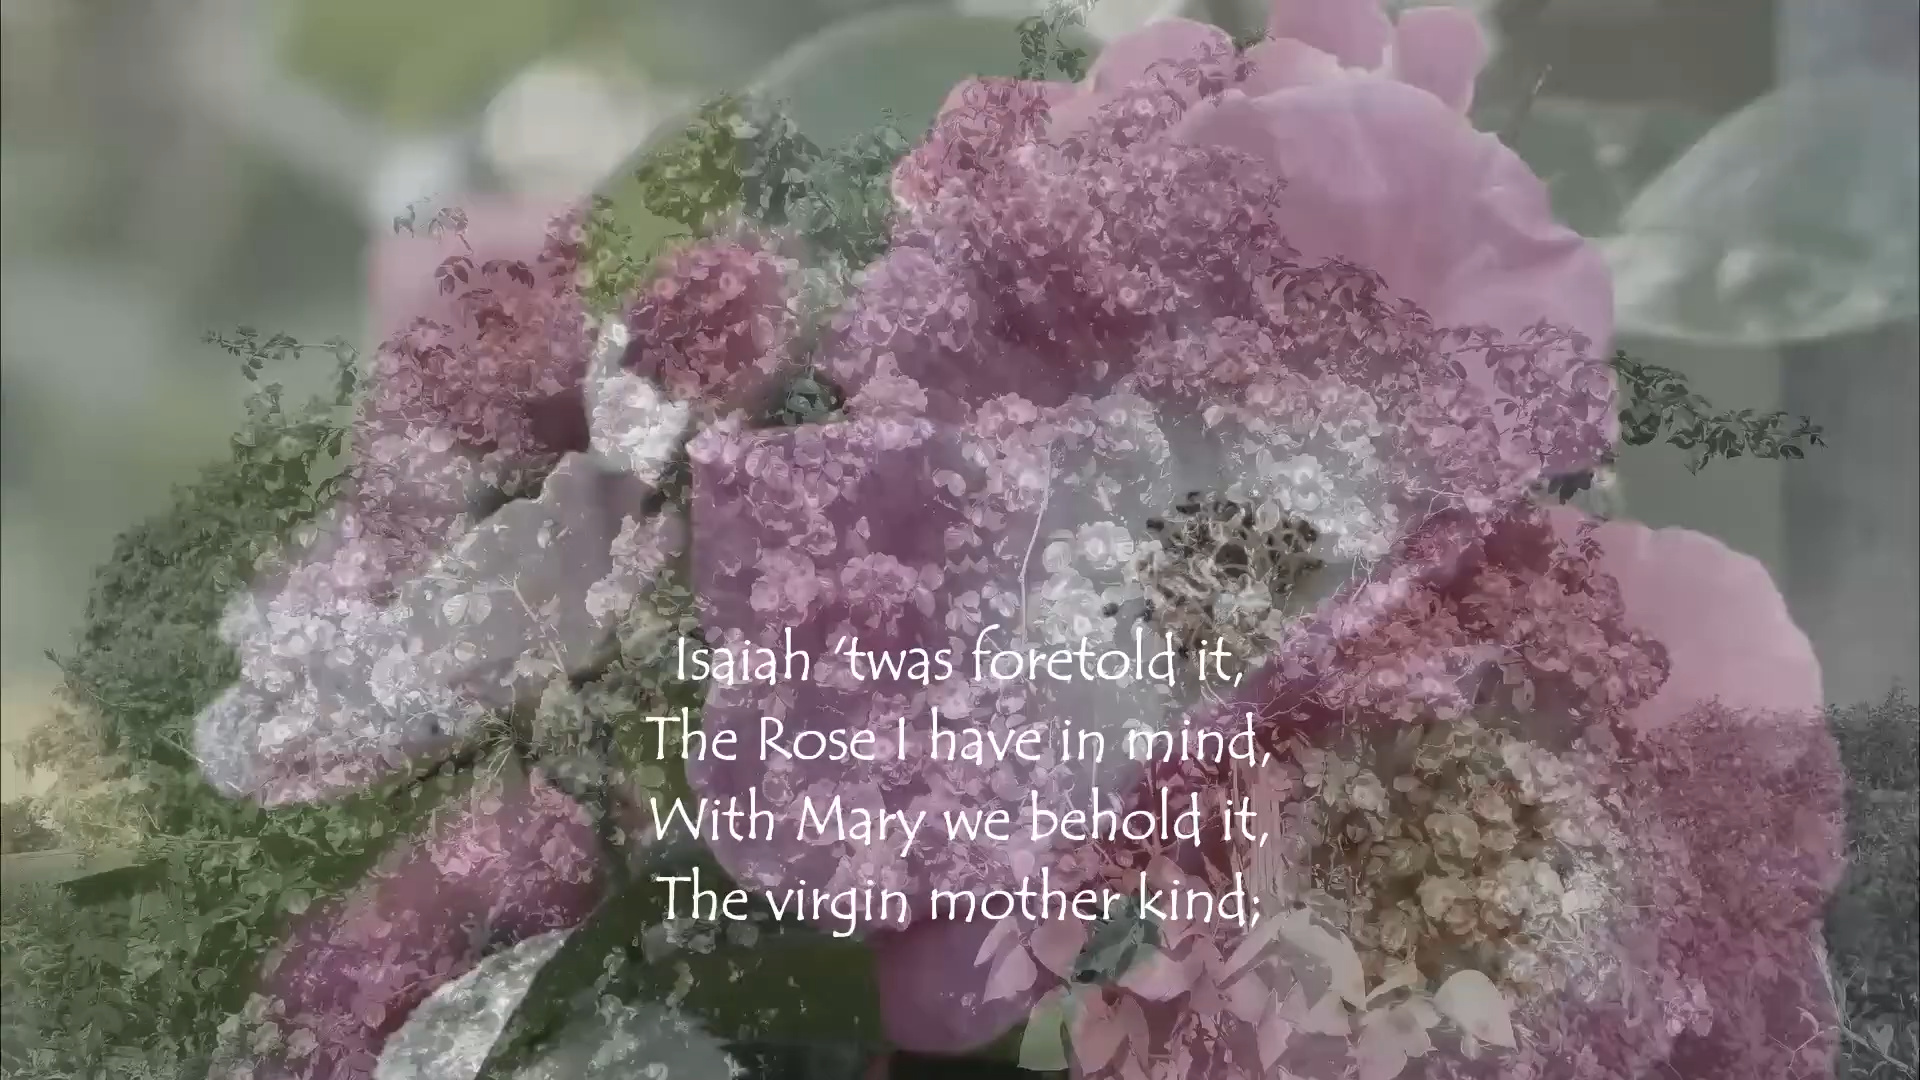 Isaiah ‘twas foretold it,
The Rose I have in mind,
With Mary we behold it,
The virgin mother kind;